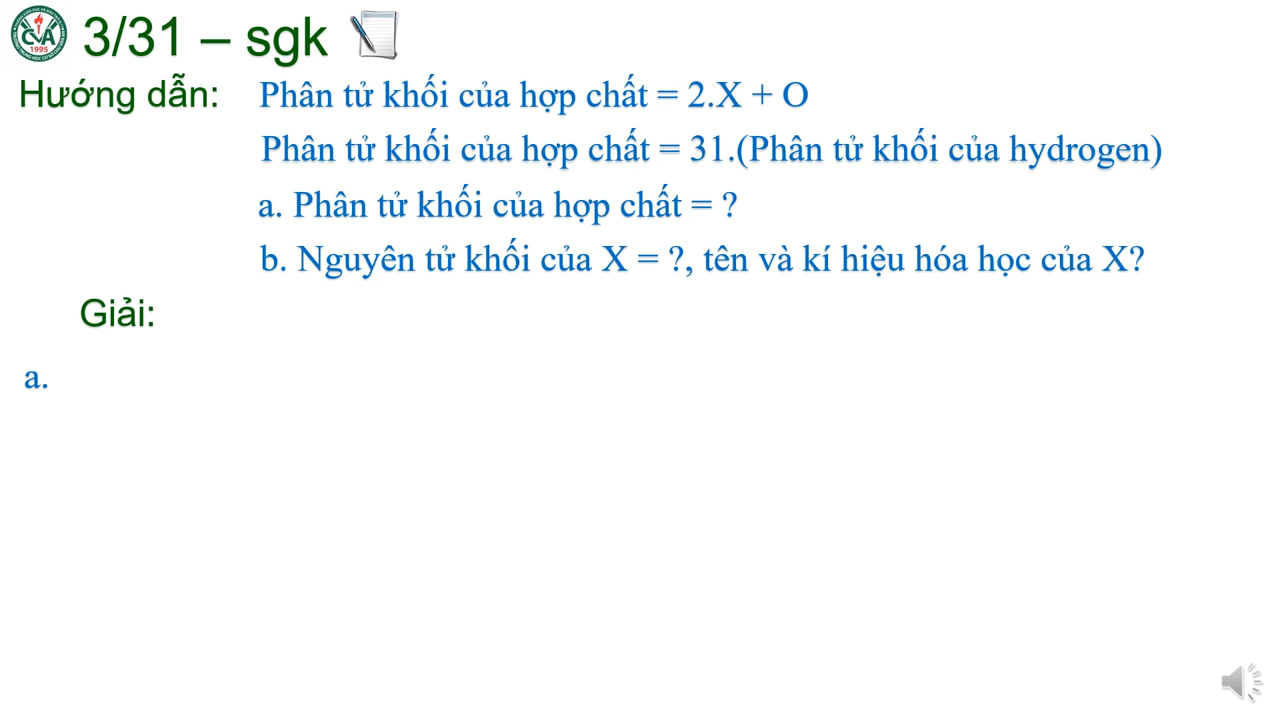 CVA
1995
3/31 – sgk
Hướng dẫn: Phân tử khối của hợp chất = 2.X + O
Phân tử khối của hợp chất = 31.(Phân tử khối của hydrogen)
a. Phân tử khối của hợp chất = ?
b. Nguyên tử khối của X = ?, tên và kí hiệu hóa học của X?
Giải:
a.